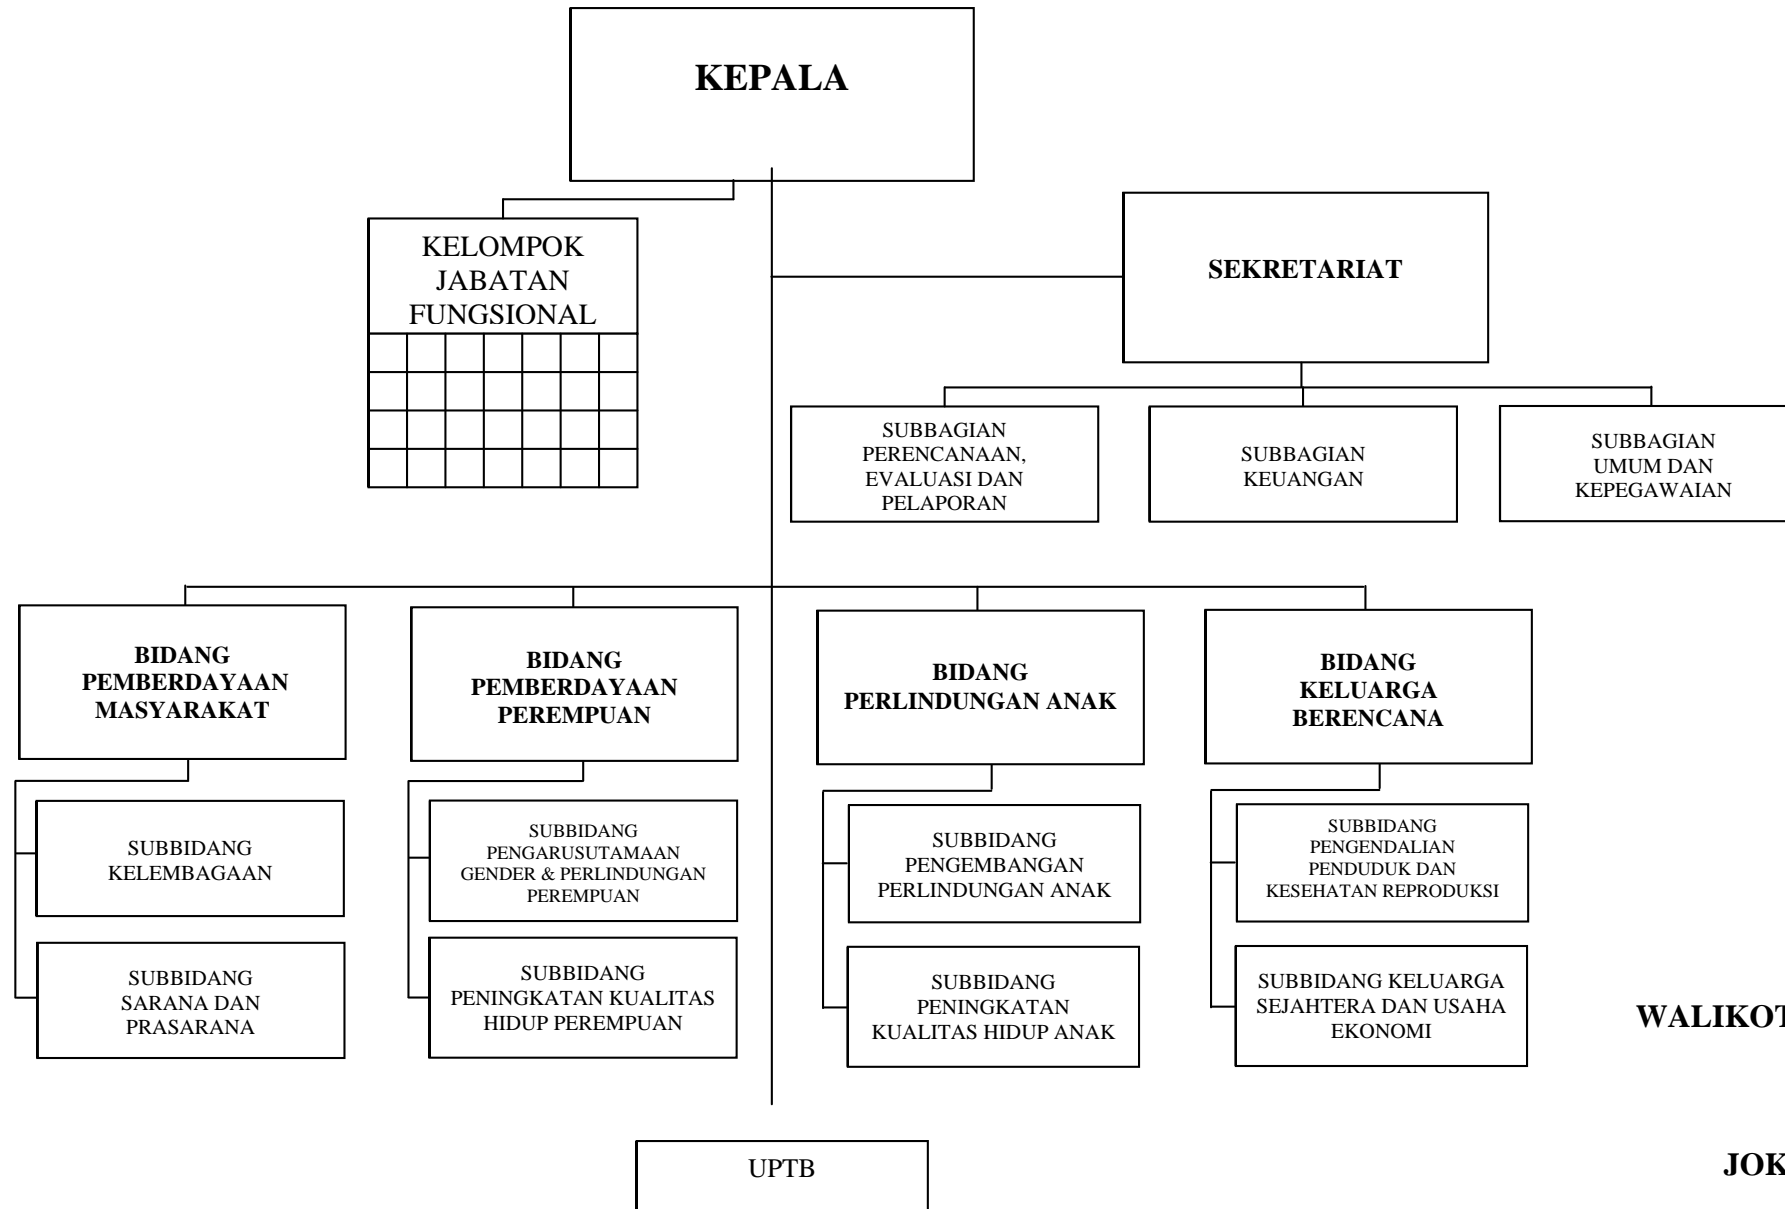 KEPALA
KELOMPOK
JABATAN
FUNGSIONAL
SEKRETARIAT
SUBBAGIAN
PERENCANAAN,
EVALUASI DAN
PELAPORAN
SUBBAGIAN
KEUANGAN
SUBBAGIAN
UMUM DAN
KEPEGAWAIAN
BIDANG
PEMBERDAYAAN
MASYARAKAT
BIDANG
PEMBERDAYAAN
PEREMPUAN
BIDANG
PERLINDUNGAN ANAK
BIDANG
KELUARGA
BERENCANA
SUBBIDANG
KELEMBAGAAN
SUBBIDANG
PENGARUSUTAMAAN
GENDER & PERLINDUNGAN
PEREMPUAN
SUBBIDANG
PENGEMBANGAN
PERLINDUNGAN ANAK
SUBBIDANG
PENGENDALIAN
PENDUDUK DAN
KESEHATAN REPRODUKSI
SUBBIDANG
SARANA DAN
PRASARANA
SUBBIDANG
PENINGKATAN KUALITAS
HIDUP PEREMPUAN
SUBBIDANG
PENINGKATAN
KUALITAS HIDUP ANAK
SUBBIDANG KELUARGA
SEJAHTERA DAN USAHA
EKONOMI
WALIKOT
UPTB
JOK